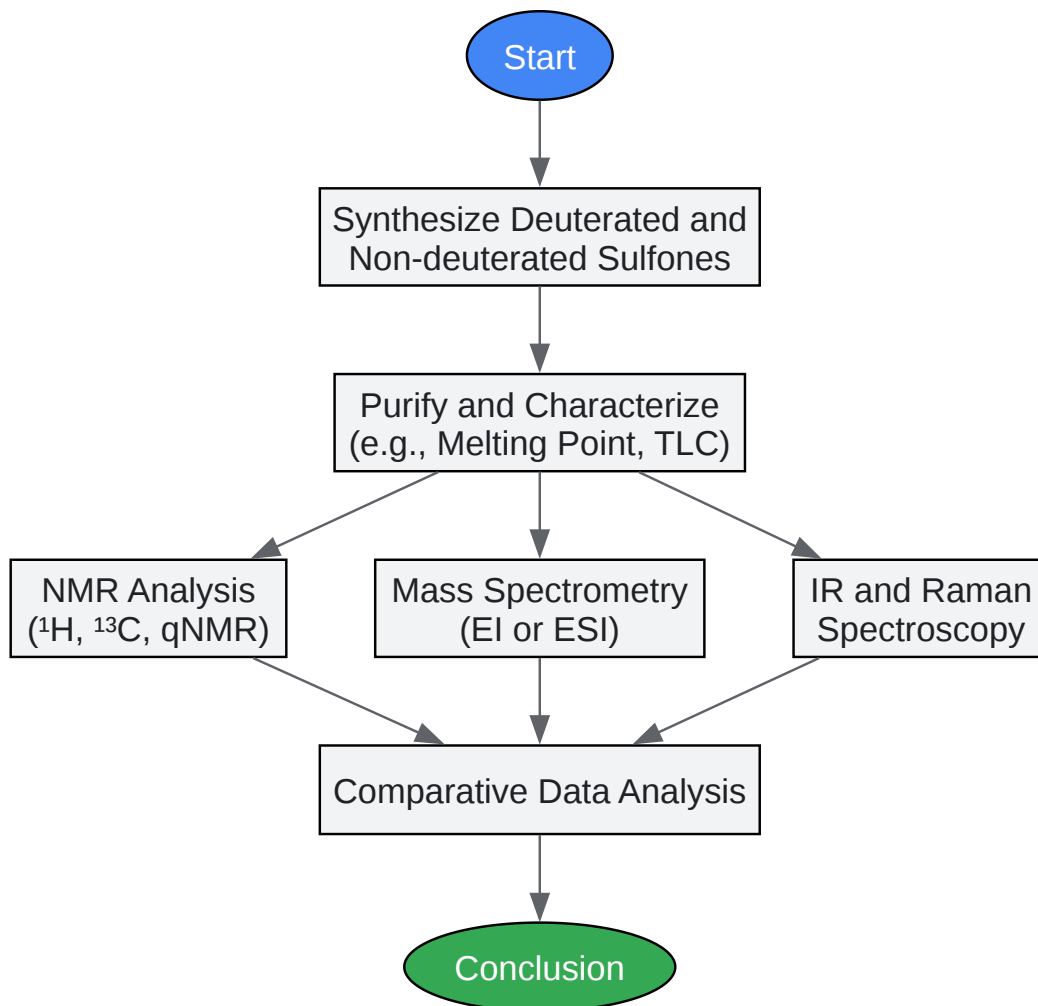 Start
Synthesize Deuterated and
Non-deuterated Sulfones
Purify and Characterize
(e.g., Melting Point, TLC)
NMR Analysis
(¹H, ¹³C, qNMR)
Mass Spectrometry
(EI or ESI)
IR and Raman
Spectroscopy
Comparative Data Analysis
Conclusion